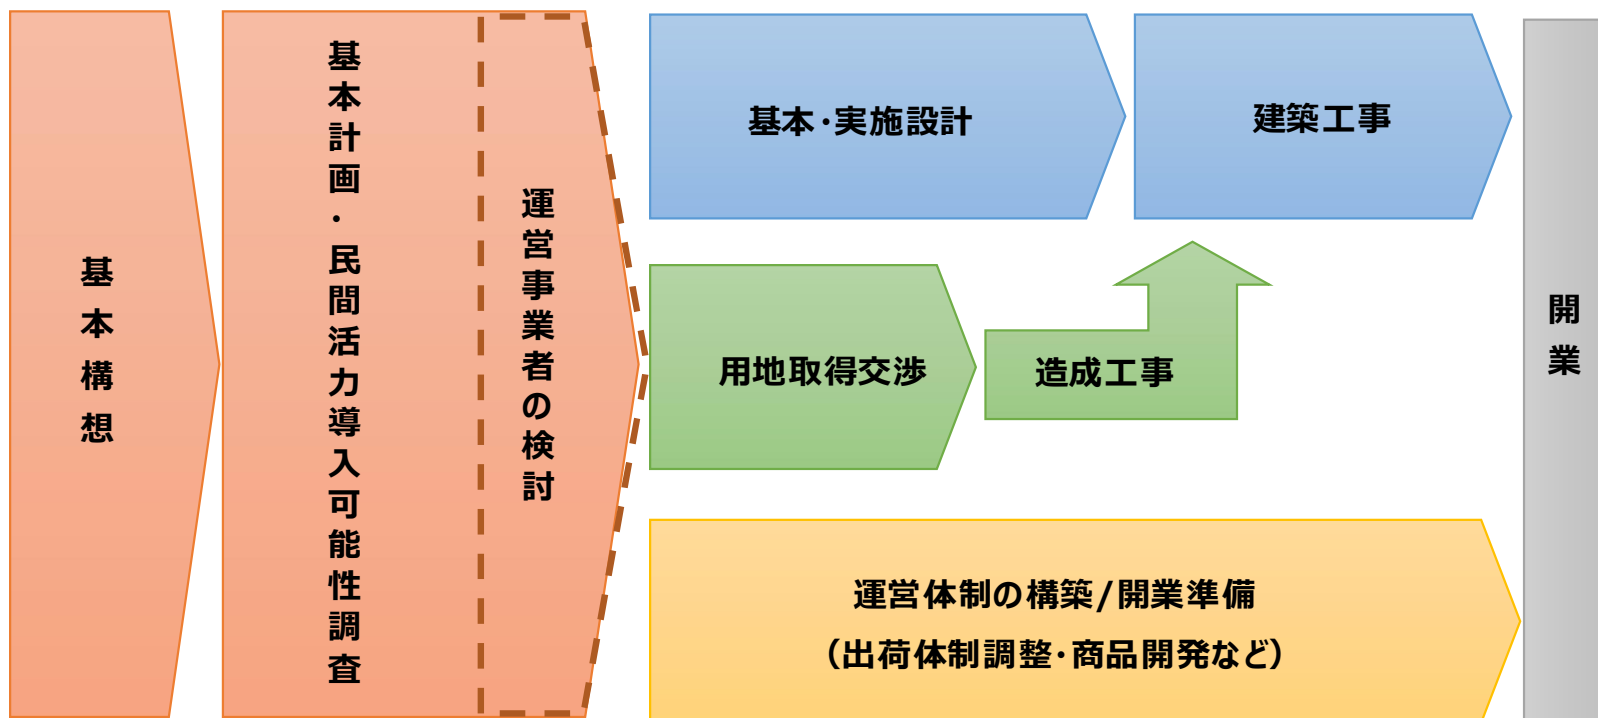 基本構想
基本計画・民間活力導入可能性調査
運営事業者の検討
基本・実施設計
建築工事
用地取得交渉
造成工事
運営体制の構築/開業準備
（出荷体制調整・商品開発など）
開業